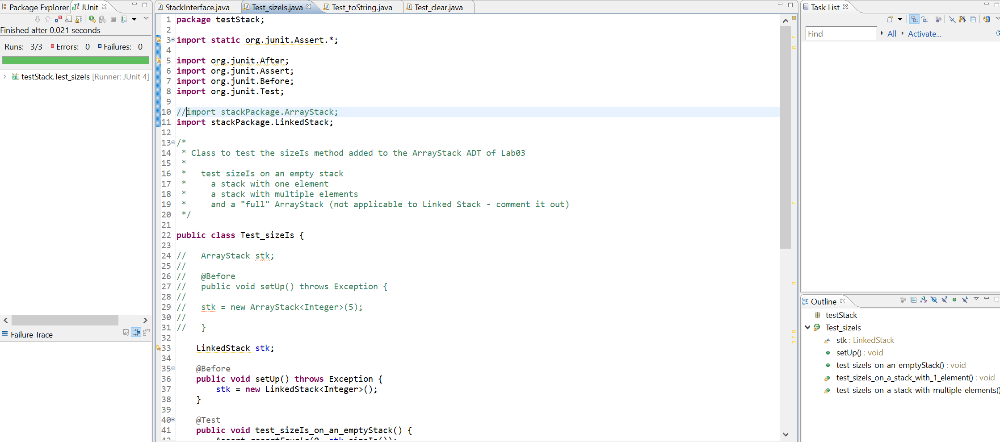 Package Explorer JUnit
Finished after 0.021 seconds
Runs: 3/3 Errors: 0 Failures: 0
testStack.Test_sizeIs [Runner: JUnit 4]
Failure Trace
StackInterface.java Test_sizeIs.java Test_toString.java Test_clear.java
1 package testStack;
2
3 import static org.junit.Assert.*;
4
5 import org.junit.After;
6 import org.junit.Assert;
7 import org.junit.Before;
8 import org.junit.Test;
9
10 //import stackPackage.ArrayStack;
11 import stackPackage.LinkedStack;
12
13 /*
14 * Class to test the sizeIs method added to the ArrayStack ADT of Lab03
15 *
16 * test sizeIs on an empty stack
17 * a stack with one element
18 * a stack with multiple elements
19 * and a "full" ArrayStack (not applicable to Linked Stack - comment it out)
20 */
21
22 public class Test_sizeIs {
23
24 // ArrayStack stk;
25 //
26 // @Before
27 // public void setUp() throws Exception {
28 //
29 // stk = new ArrayStack<Integer>(5);
30 //
31 // }
32
33 LinkedStack stk;
34
35 @Before
36 public void setUp() throws Exception {
37 stk = new LinkedStack<Integer>();
38 }
39
40 @Test
41 public void test_sizeIs_on_an_emptyStack() {
42 Assert.assertEquals(0, stk.sizeIs());
Task List
Find All Activate...
Outline
testStack
Test_sizeIs
stk : LinkedStack
setUp() : void
test_sizeIs_on_an_emptyStack() : void
test_sizeIs_on_a_stack_with_1_element() : void
test_sizeIs_on_a_stack_with_multiple_elements()